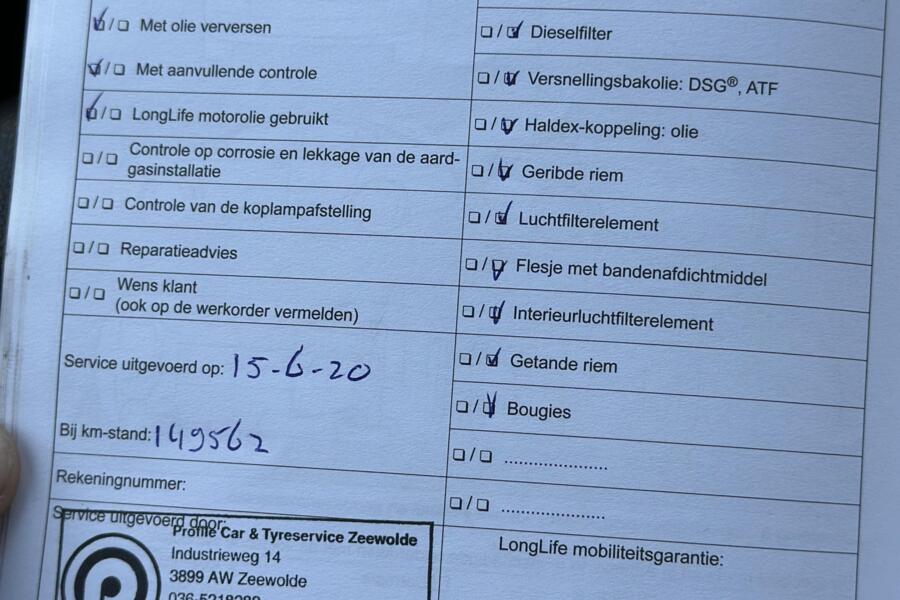 Met olie verversen
Met aanvullende controle
LongLife motorolie gebruikt
Controle op corrosie en lekkage van de aard-
gasinstallatie
Controle van de koplampafstelling
Reparatieadvies
Wens klant
(ook op de werkorder vermelden)
Service uitgevoerd op: 15-6-20
Bij km-stand: 149562
Rekeningnummer:
Service uitgevoerd door:
Profile Car & Tyreservice Zeewolde
Industrieweg 14
3899 AW Zeewolde
Dieselfilter
Versnellingsbakolie: DSG®, ATF
Haldex-koppeling: olie
Geribde riem
Luchtfilterelement
Flesje met bandenafdichtmiddel
Interieurluchtfilterelement
Getande riem
Bougies
LongLife mobiliteitsgarantie: